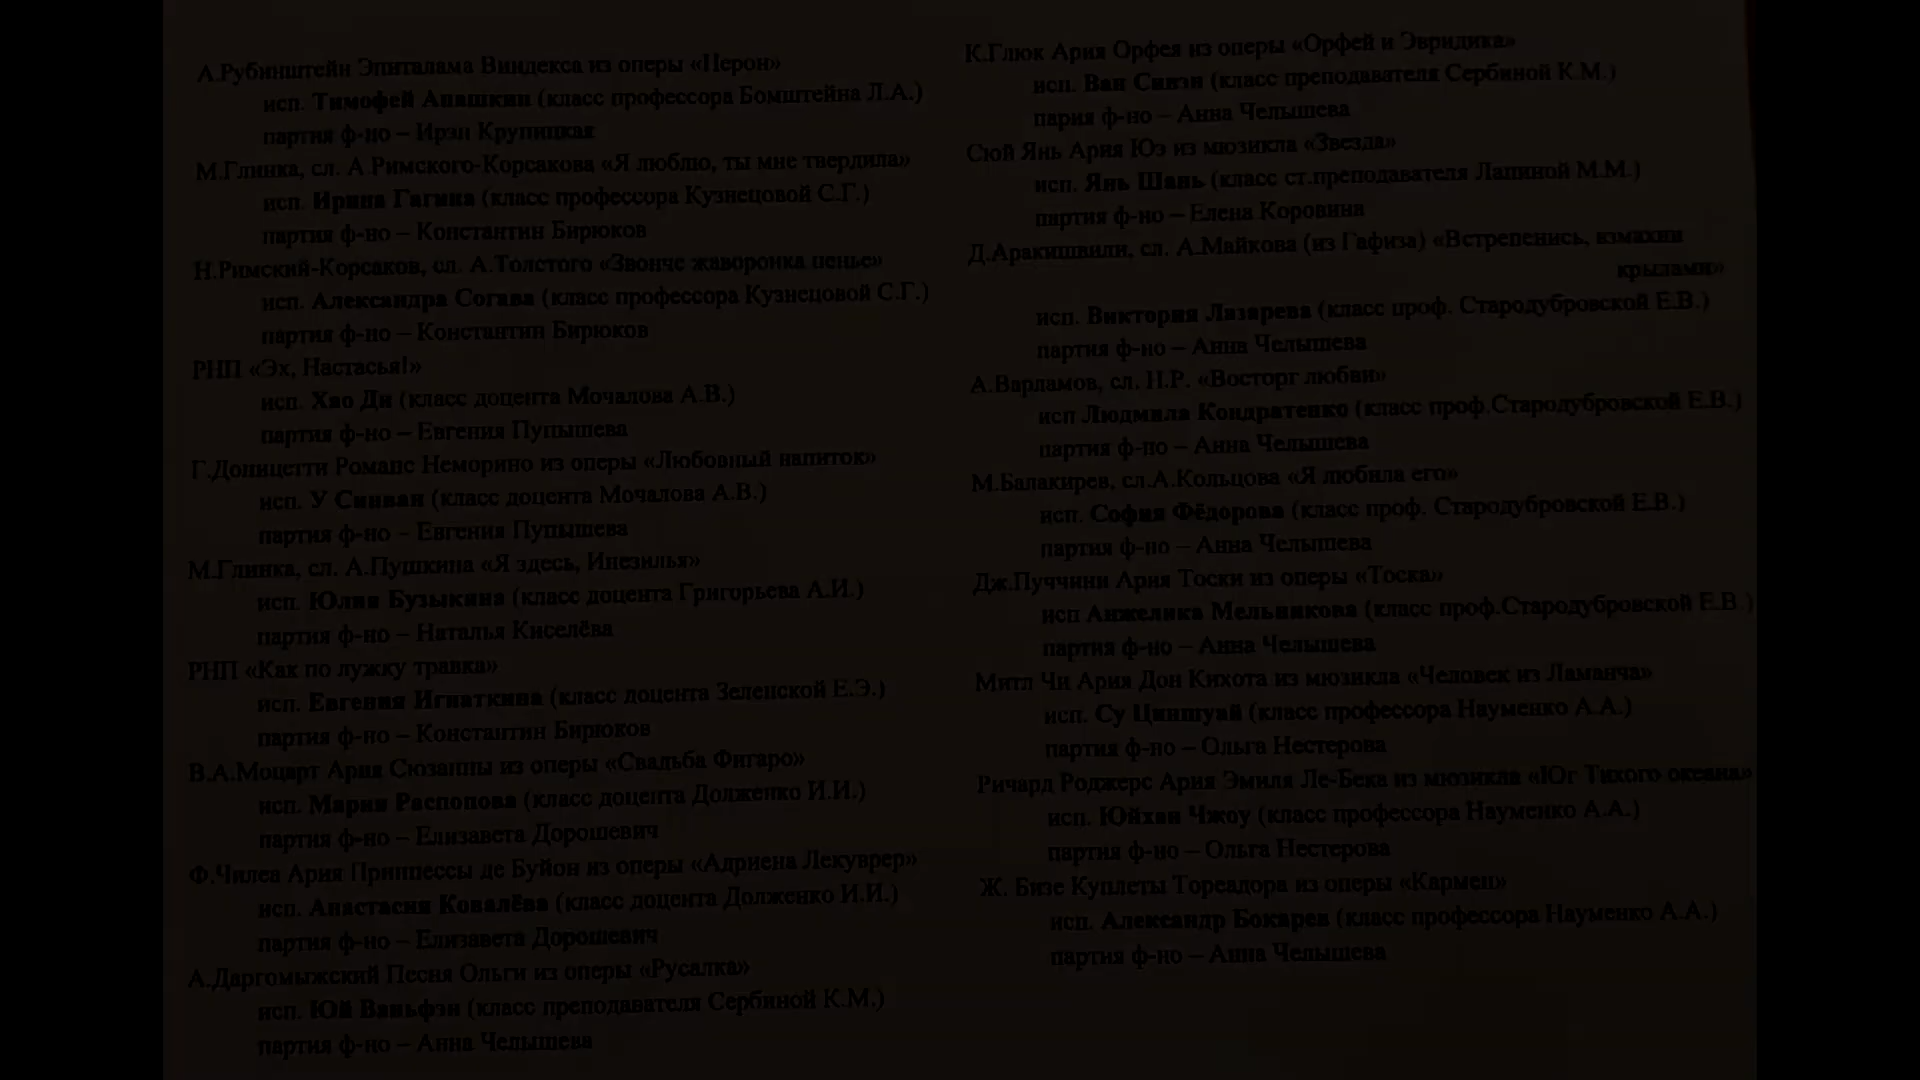 А.Рубинштейн Эпиталама Виндекса из оперы «Нерон»
исп. Тимофей Апашкин (класс профессора Бомштейна Л.А.)
партия ф-но – Ирэн Крупицкая
М.Глинка, сл. А.Римского-Корсакова «Я люблю, ты мне твердила»
исп. Ирина Гагина (класс профессора Кузнецовой С.Г.)
партия ф-но – Константин Бирюков
Н.Римский-Корсаков, сл. А.Толстого «Звонче жаворонка пенье»
исп. Александра Согава (класс профессора Кузнецовой С.Г.)
партия ф-но – Константин Бирюков
РНП «Эх, Настасья!»
исп. Хао Ди (класс доцента Мочалова А.В.)
партия ф-но – Евгения Пупышева
Г.Доницетти Романс Неморино из оперы «Любовный напиток»
исп. У Синван (класс доцента Мочалова А.В.)
партия ф-но – Евгения Пупышева
М.Глинка, сл. А.Пушкина «Я здесь, Инезилья»
исп. Юлия Бузыкина (класс доцента Григорьева А.И.)
партия ф-но – Наталья Киселёва
РНП «Как по лужку травка»
исп. Евгения Игнаткина (класс доцента Зеленской Е.Э.)
партия ф-но – Константин Бирюков
В.А.Моцарт Ария Сюзанны из оперы «Свадьба Фигаро»
исп. Мария Распопова (класс доцента Долженко И.И.)
партия ф-но – Елизавета Дорошевич
Ф.Чилеа Ария Принцессы де Буйон из оперы «Адриена Лекуврер»
исп. Анастасия Ковалёва (класс доцента Долженко И.И.)
партия ф-но – Елизавета Дорошевич
А.Даргомыжский Песня Ольги из оперы «Русалка»
исп. Юй Ваньфэн (класс преподавателя Сербиной К.М.)
партия ф-но – Анна Челышева
К.Глюк Ария Орфея из оперы «Орфей и Эвридика»
исп. Ван Синзи (класс преподавателя Сербиной К.М.)
пария ф-но – Анна Челышева
Сюй Янь Ария Юэ из мюзикла «Звезда»
исп. Янь Шань (класс ст.преподавателя Лапиной М.М.)
партия ф-но – Елена Коровина
Д.Аракишвили, сл. А.Майкова (из Гафиза) «Встрепенись, взмахни
крылами»
исп. Виктория Лазарева (класс проф. Стародубровской Е.В.)
партия ф-но – Анна Челышева
А.Варламов, сл. Н.Р. «Восторг любви»
исп Людмила Кондратенко (класс проф.Стародубровской Е.В.)
партия ф-но – Анна Челышева
М.Балакирев, сл.А.Кольцова «Я любила его»
исп. София Фёдорова (класс проф. Стародубровской Е.В.)
партия ф-но – Анна Челышева
Дж.Пуччини Ария Тоски из оперы «Тоска»
исп Анжелика Мельникова (класс проф.Стародубровской Е.В.)
партия ф-но – Анна Челышева
Митл Чи Ария Дон Кихота из мюзикла «Человек из Ламанча»
исп. Су Циншуай (класс профессора Науменко А.А.)
партия ф-но – Ольга Нестерова
Ричард Роджерс Ария Эмиля Ле-Бека из мюзикла «Юг Тихого океана»
исп. Юйхан Чжоу (класс профессора Науменко А.А.)
партия ф-но – Ольга Нестерова
Ж. Бизе Куплеты Тореадора из оперы «Кармен»
исп. Александр Бокарев (класс профессора Науменко А.А.)
партия ф-но – Анна Челышева